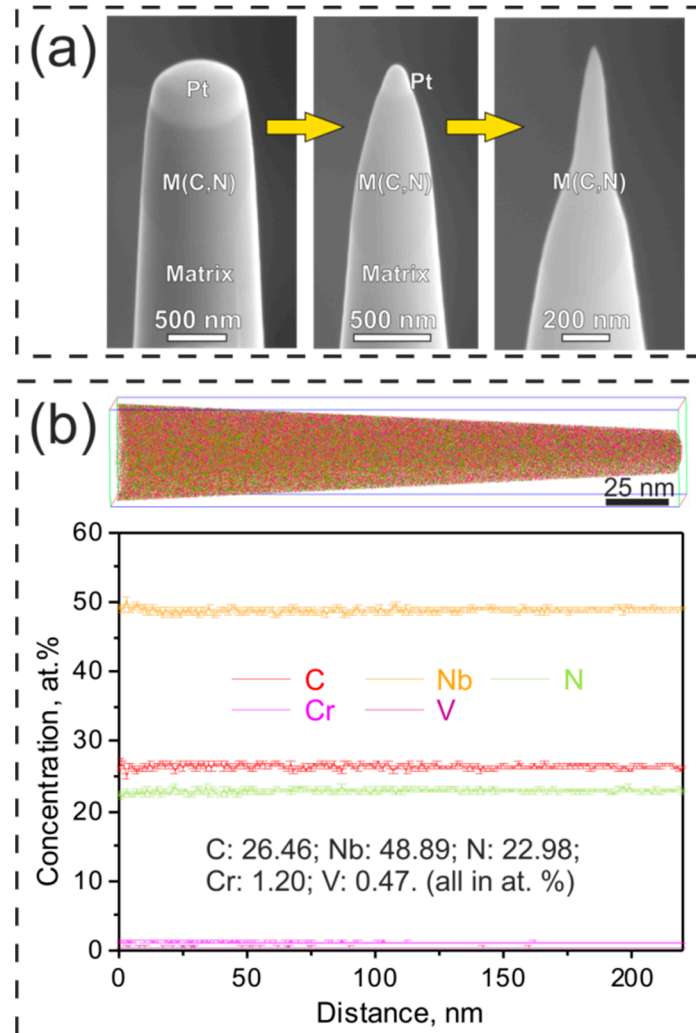 (a)
Pt
M(C,N)
Matrix
500 nm
Pt
M(C,N)
Matrix
500 nm
M(C,N)
200 nm
(b)
25 nm
60
50
40
30
20
10
0
Concentration, at.%
C Nb N
Cr V
C: 26.46; Nb: 48.89; N: 22.98;
Cr: 1.20; V: 0.47. (all in at. %)
0 50 100 150 200
Distance, nm